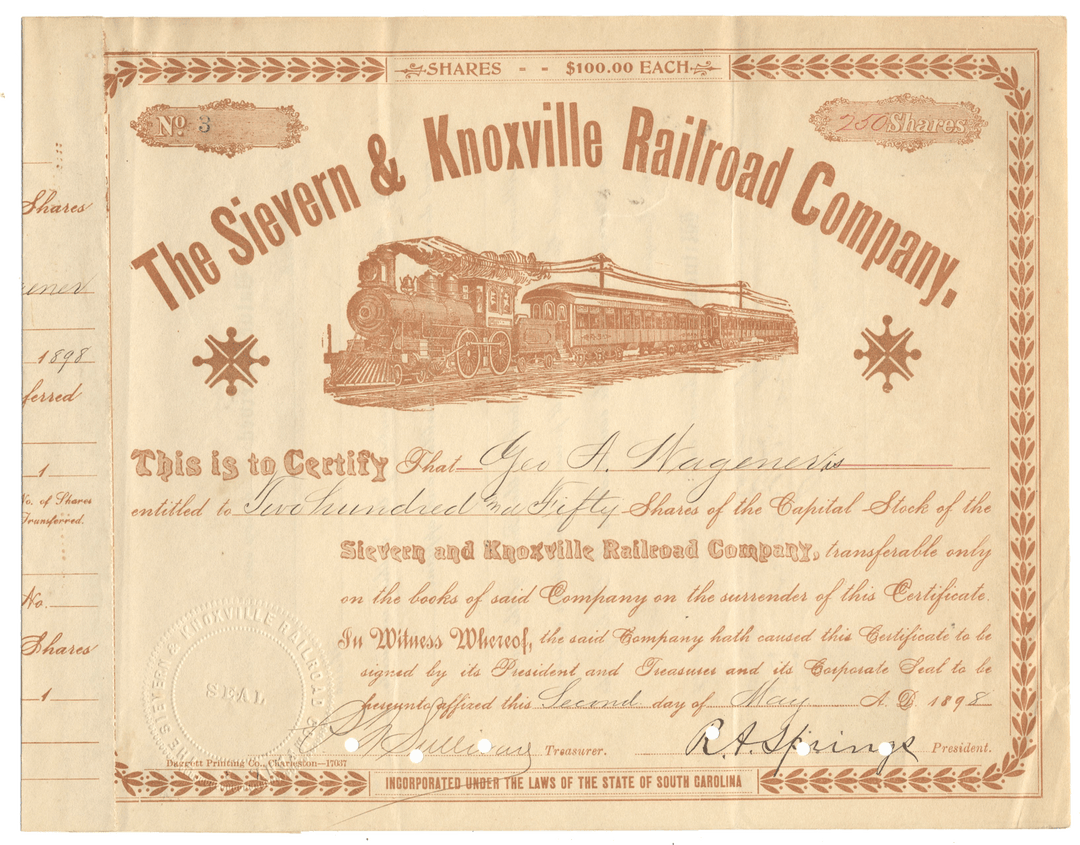 SHARES - - $100.00 EACH
No 3
250 Shares
The Sievern & Knoxville Railroad Company.
Shares
1898
1
No. of Shares
Transferred.
No.
Shares
1
This is to Certify That Geo A. Wagener is
entitled to Two hundred and Fifty Shares of the Capital Stock of the
Sievern and Knoxville Railroad Company, transferable only
on the books of said Company on the surrender of this Certificate.
In Witness Whereof, the said Company hath caused this Certificate to be
signed by its President and Treasurer and its Corporate Seal to be
hereunto affixed this Second day of May A. D. 1898
THE SIEVERN & KNOXVILLE RAILROAD
SEAL
Sullivan Treasurer. R. A. Springs President.
Daggett Printing Co., Charleston—17037
INCORPORATED UNDER THE LAWS OF THE STATE OF SOUTH CAROLINA